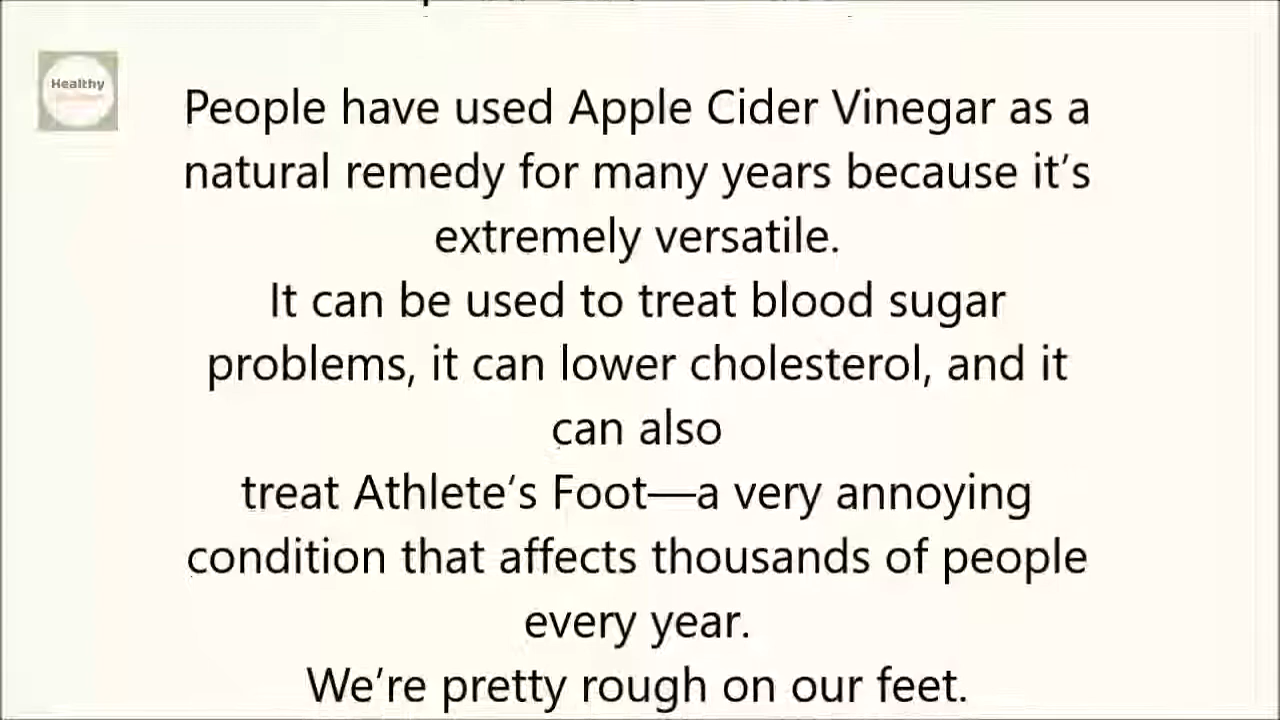 Healthy
People have used Apple Cider Vinegar as a
natural remedy for many years because it's
extremely versatile.
It can be used to treat blood sugar
problems, it can lower cholesterol, and it
can also
treat Athlete‘s Foot—a very annoying
condition that affects thousands of people
every year.
We're pretty rough on our feet.